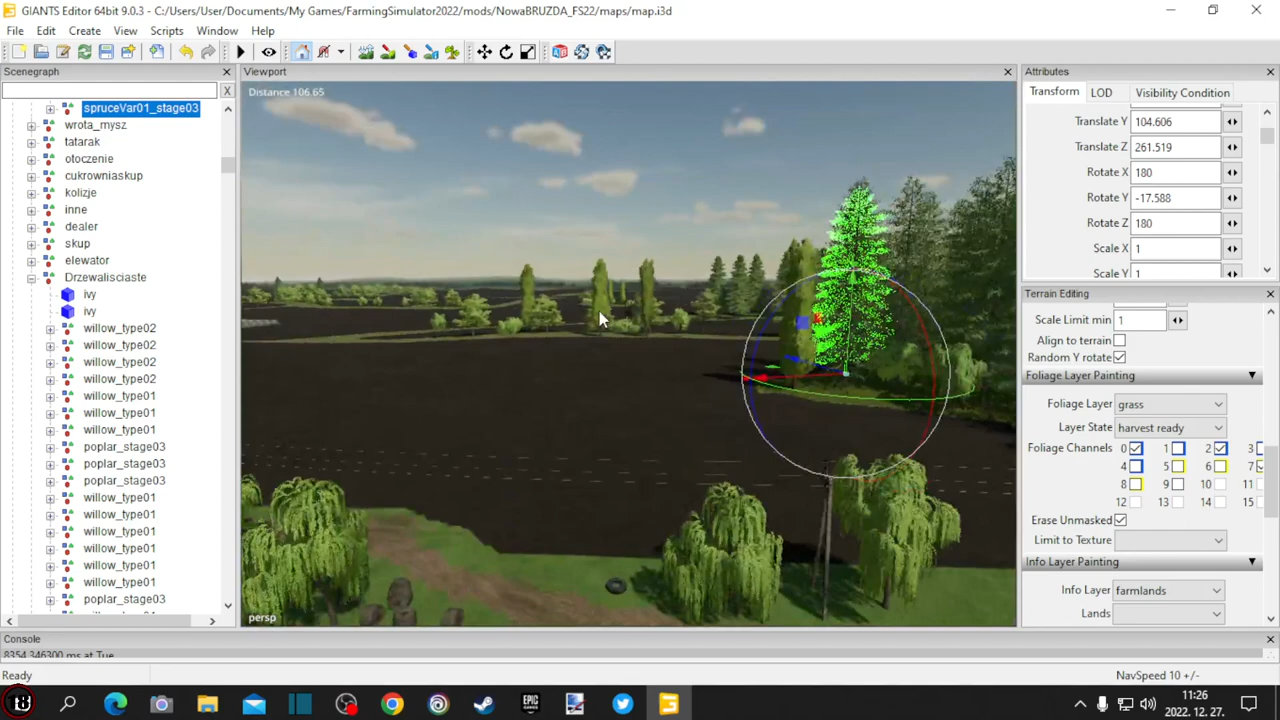 GIANTS Editor 64bit 9.0.3 - C:/Users/User/Documents/My Games/FarmingSimulator2022/mods/NowaBRUZDA_FS22/maps/map.i3d
File Edit Create View Scripts Window Help
Scenegraph
X
spruceVar01_stage03
wrota_mysz
tatarak
otoczenie
cukrowniaskup
kolizje
inne
dealer
skup
elewator
Drzewalisciaste
ivy
ivy
willow_type02
willow_type02
willow_type02
willow_type02
willow_type01
willow_type01
willow_type01
poplar_stage03
poplar_stage03
poplar_stage03
willow_type01
willow_type01
willow_type01
willow_type01
willow_type01
willow_type01
poplar_stage03
Viewport
Distance 106.65
persp
Attributes
Transform LOD Visibility Condition
Translate Y 104.606
Translate Z 261.519
Rotate X 180
Rotate Y -17.588
Rotate Z 180
Scale X 1
Scale Y 1
Terrain Editing
Scale Limit min 1
Align to terrain
Random Y rotate
Foliage Layer Painting
Foliage Layer grass
Layer State harvest ready
Foliage Channels 0 1 2 3
4 5 6 7
8 9 10 11
12 13 14 15
Erase Unmasked
Limit to Texture
Info Layer Painting
Info Layer farmlands
Lands
Console
8354.346300 ms at Tue
Ready
NavSpeed 10 +/-
EPIC GAMES
11:26
2022. 12. 27.